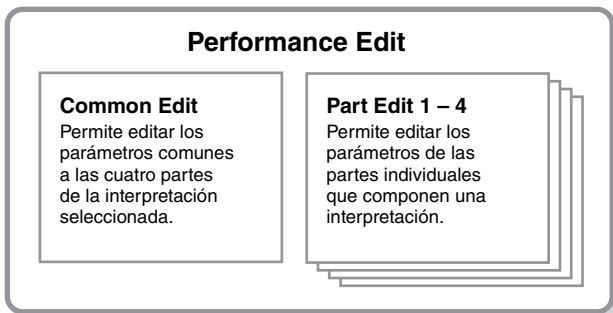 Performance Edit
Common Edit
Permite editar los
parámetros comunes
a las cuatro partes
de la interpretación
seleccionada.
Part Edit 1 – 4
Permite editar los
parámetros de las
partes individuales
que componen una
interpretación.